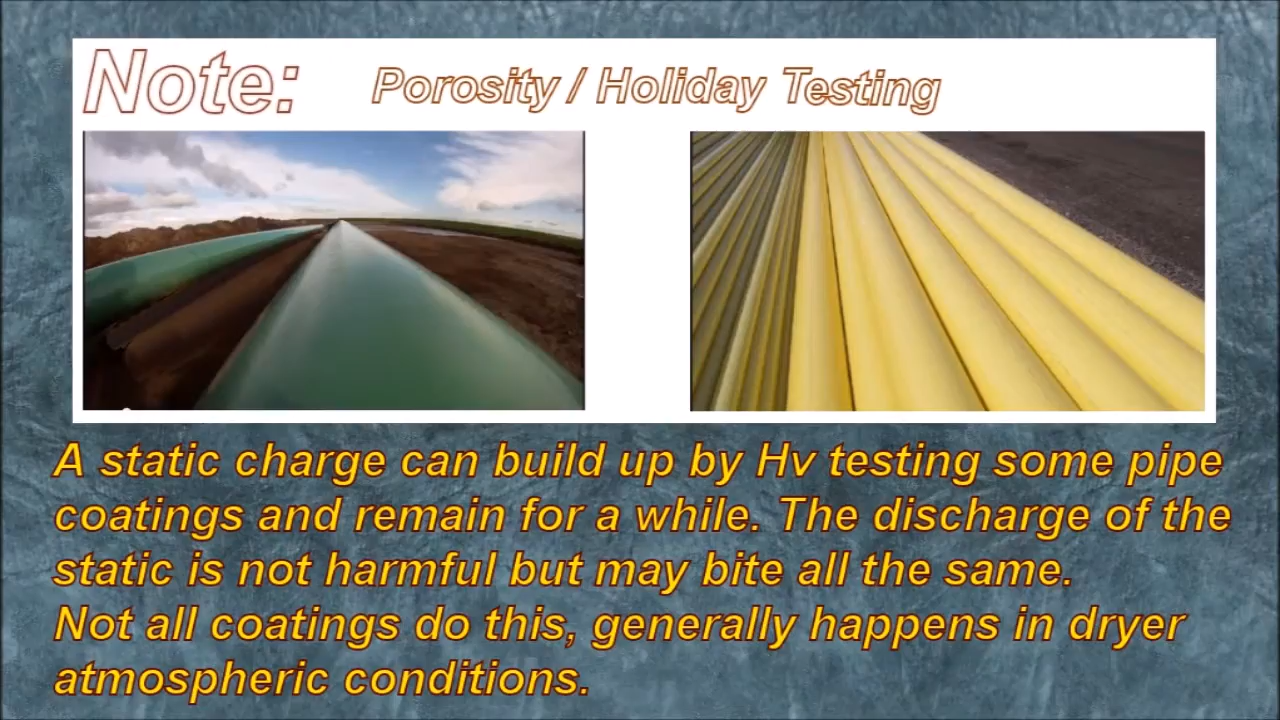 Note: Porosity / Holiday Testing
A static charge can build up by Hv testing some pipe
coatings and remain for a while. The discharge of the
static is not harmful but may bite all the same.
Not all coatings do this, generally happens in dryer
atmospheric conditions.